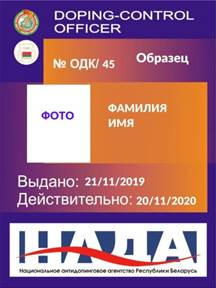 DOPING-CONTROL
OFFICER
№ ОДК/ 45
Образец
ФОТО
ФАМИЛИЯ
ИМЯ
Выдано: 21/11/2019
Действительно: 20/11/2020
НАДА
Национальное антидопинговое агентство Республики Беларусь